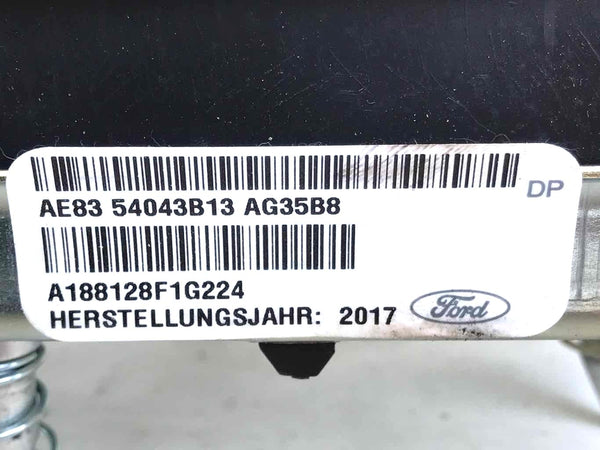 DP
AE83 54043B13 AG35B8
A188128F1G224
HERSTELLUNGSJAHR: 2017
Ford